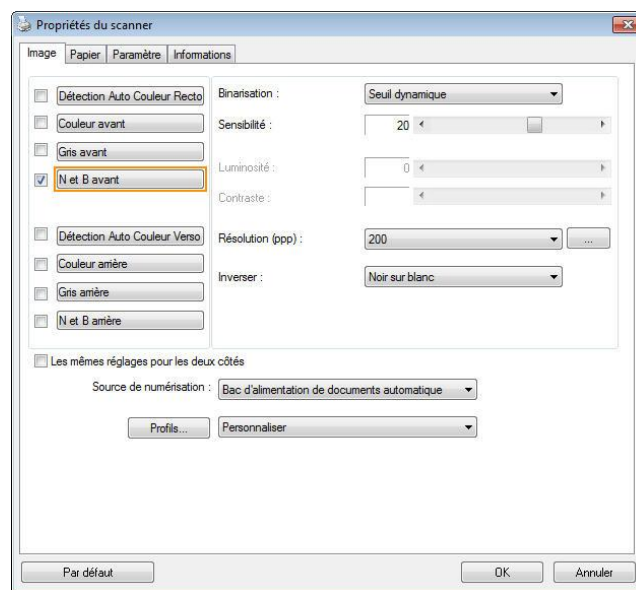 Propriétés du scanner
Image Papier Paramètre Informations
Détection Auto Couleur Recto
Couleur avant
Gris avant
N et B avant
Détection Auto Couleur Verso
Couleur arrière
Gris arrière
N et B arrière
Binarisation : Seuil dynamique
Sensibilité : 20
Luminosité : 0
Contraste :
Résolution (ppp) : 200 ...
Inverser : Noir sur blanc
Les mêmes réglages pour les deux côtés
Source de numérisation : Bac d'alimentation de documents automatique
Profils... Personnaliser
Par défaut OK Annuler